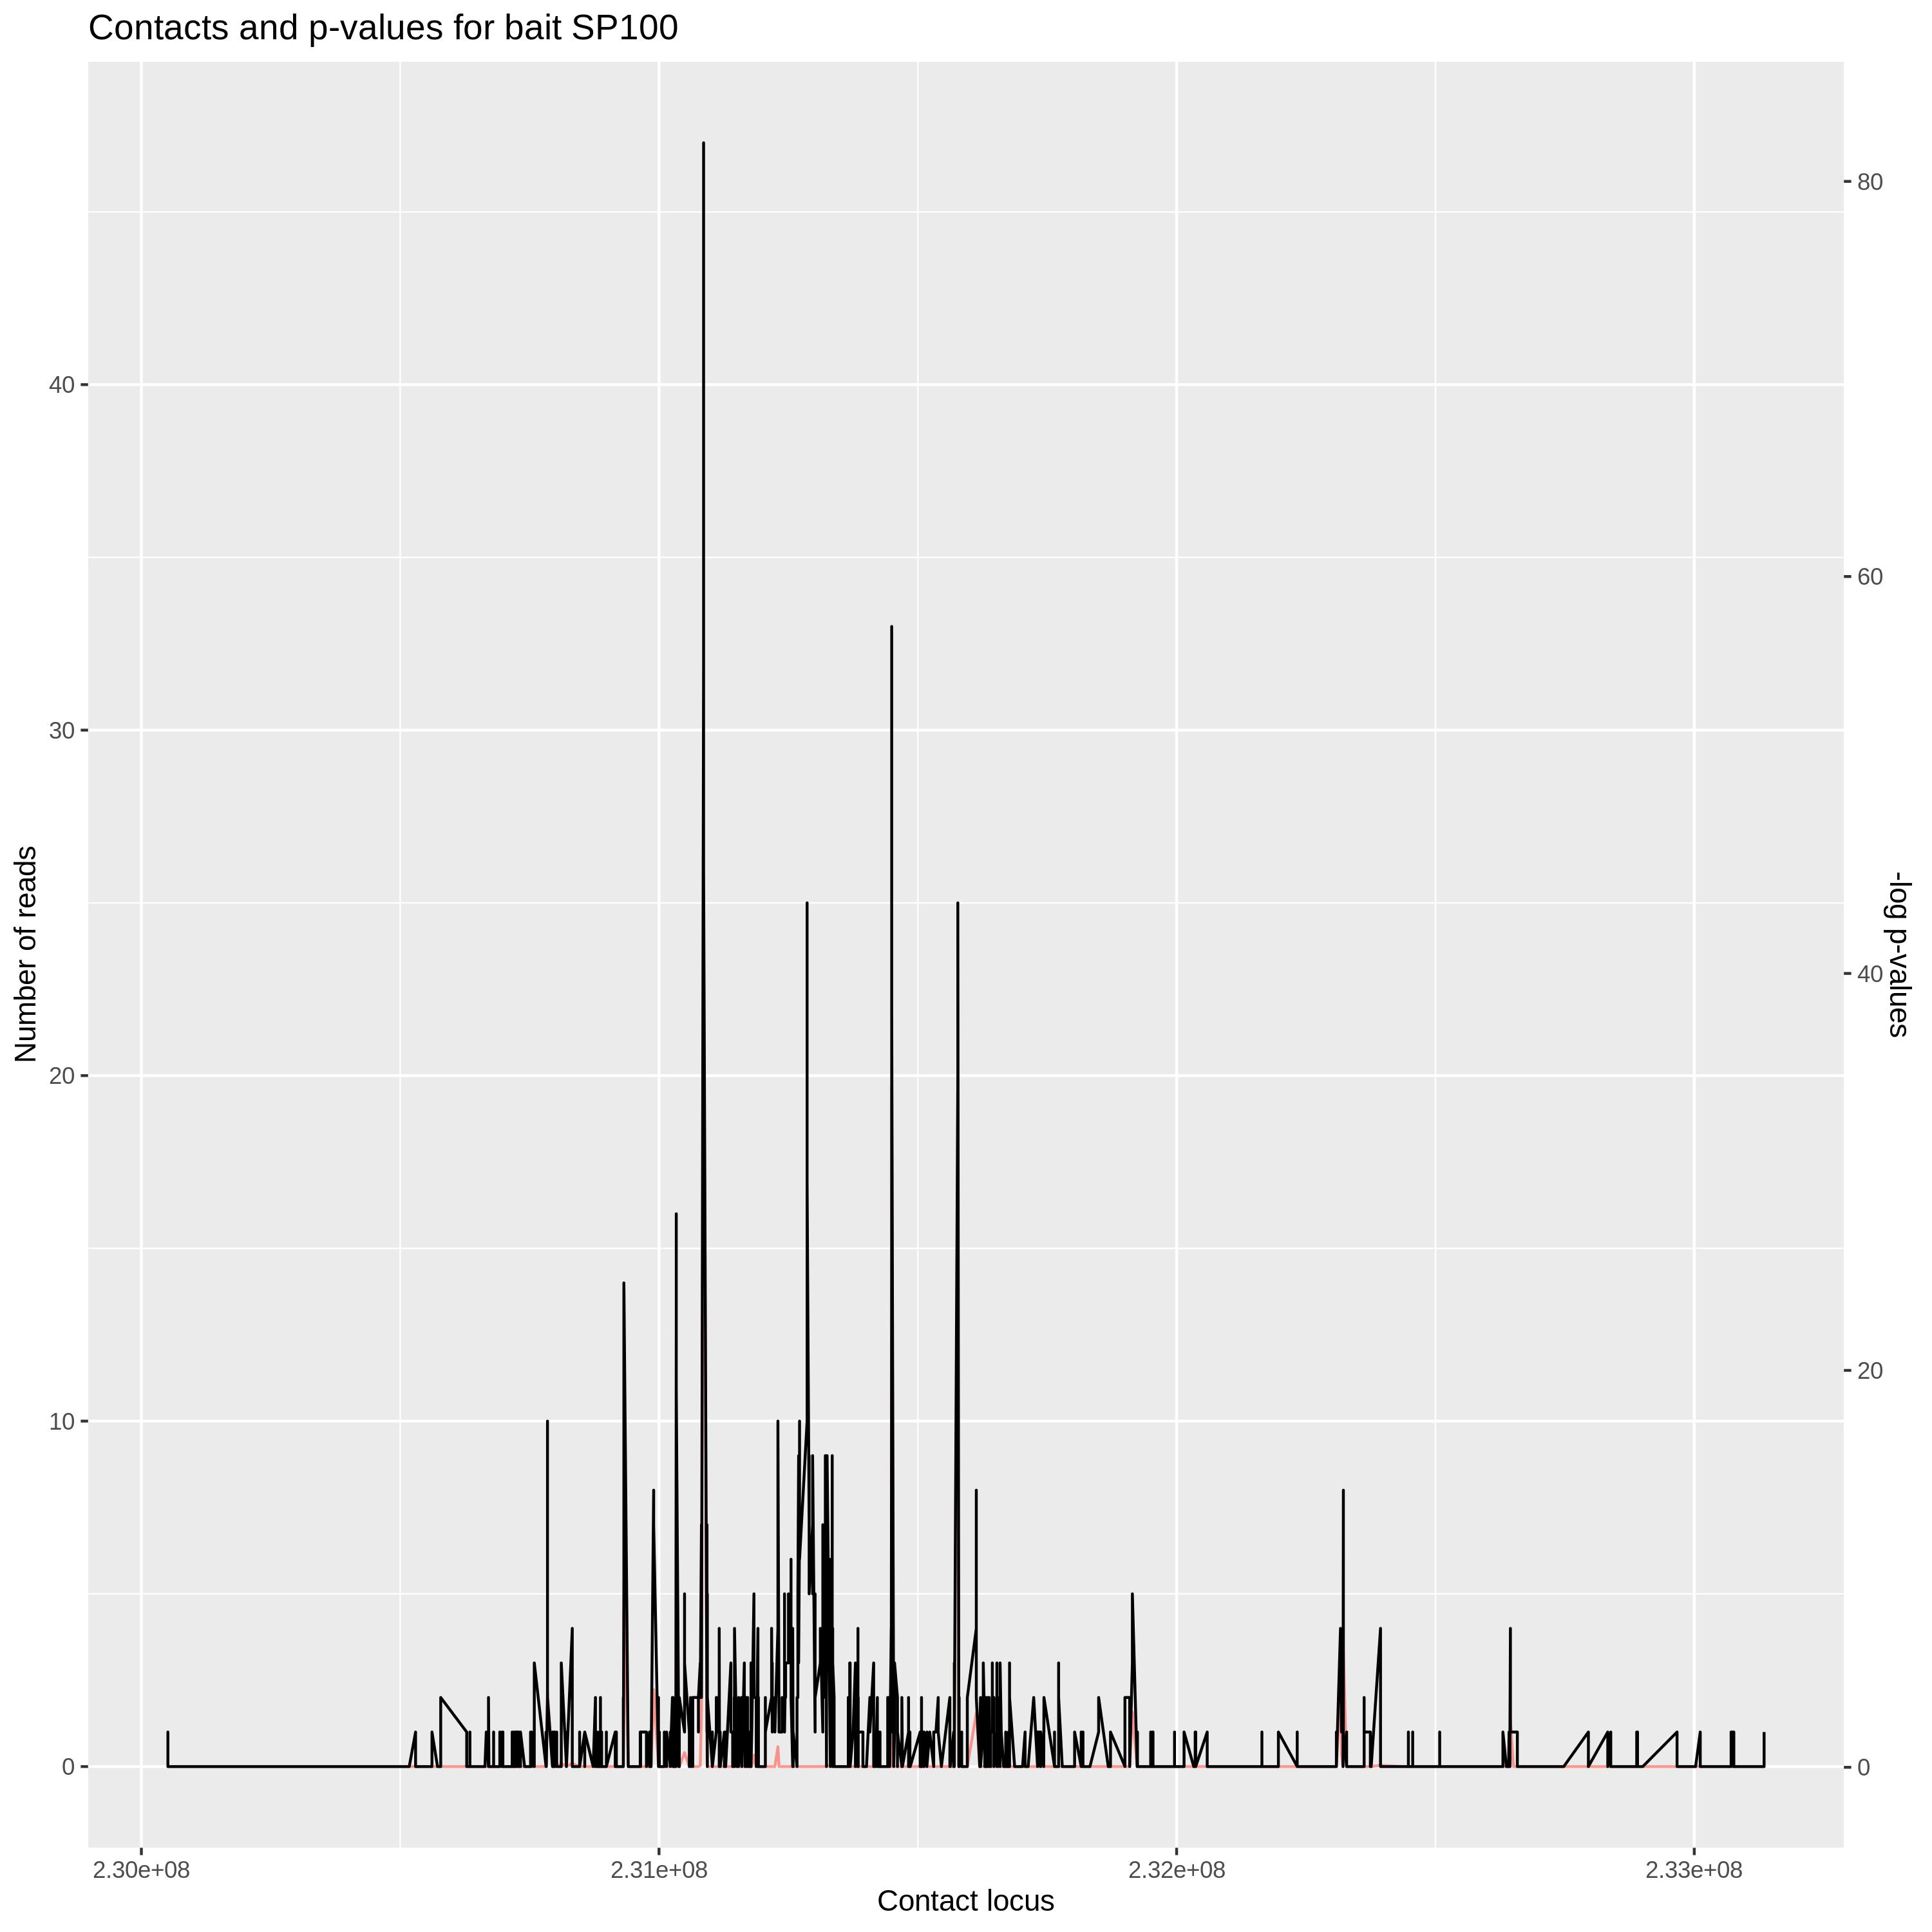 Contacts and p-values for bait SP100
Number of reads
40
30
20
10
0
80
60
40
20
0
-log p-values
2.30e+08
2.31e+08
2.32e+08
2.33e+08
Contact locus